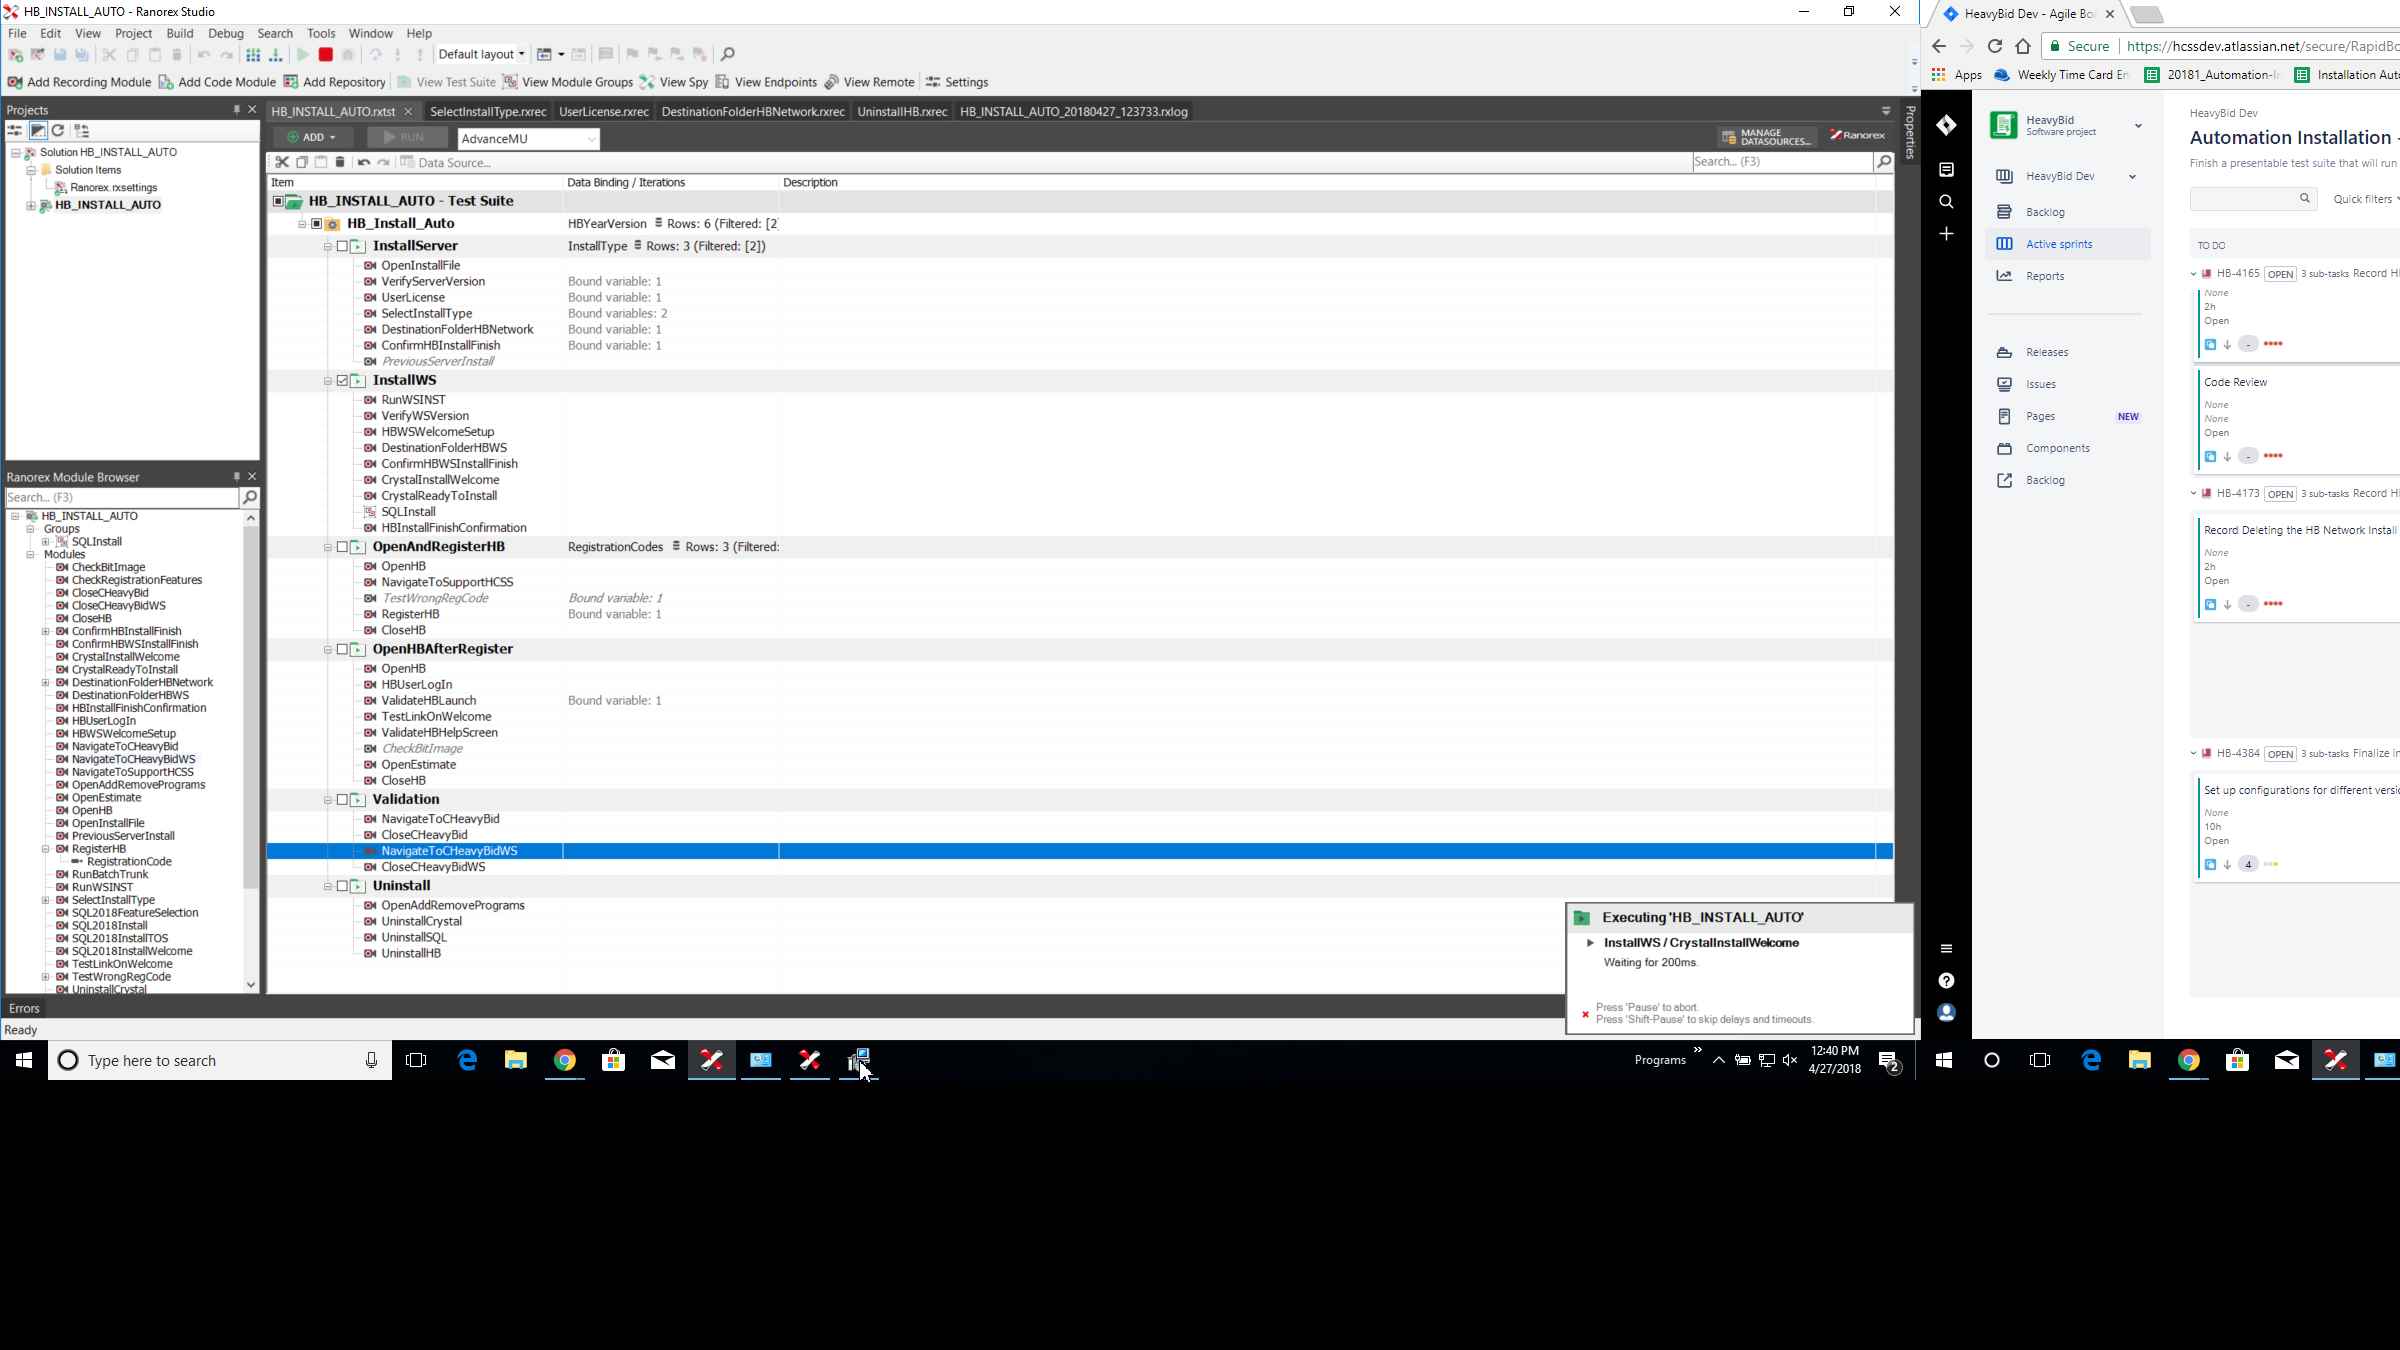 HB_INSTALL_AUTO - Ranorex Studio
File Edit View Project Build Debug Search Tools Window Help
Default layout
Add Recording Module Add Code Module Add Repository View Test Suite View Module Groups View Spy View Endpoints View Remote Settings
Projects
Solution HB_INSTALL_AUTO
Solution Items
Ranorex.rxsettings
HB_INSTALL_AUTO
Ranorex Module Browser
Search... (F3)
HB_INSTALL_AUTO
Groups
SQLInstall
Modules
CheckBitImage
CheckRegistrationFeatures
CloseCHeavyBid
CloseCHeavyBidWS
CloseHB
ConfirmHBInstallFinish
ConfirmHBWSInstallFinish
CrystalInstallWelcome
CrystalReadyToInstall
DestinationFolderHBNetwork
DestinationFolderHBWS
HBInstallFinishConfirmation
HBUserLogIn
HBWSWelcomeSetup
NavigateToCHeavyBid
NavigateToCHeavyBidWS
NavigateToSupportHCSS
OpenAddRemovePrograms
OpenEstimate
OpenHB
OpenInstallFile
PreviousServerInstall
RegisterHB
RegistrationCode
RunBatchTrunk
RunWSINST
SelectInstallType
SQL2018FeatureSelection
SQL2018Install
SQL2018InstallTOS
SQL2018InstallWelcome
TestLinkOnWelcome
TestWrongRegCode
UninstallCrystal
HB_INSTALL_AUTO.rxtst SelectInstallType.rxrec UserLicense.rxrec DestinationFolderHBNetwork.rxrec UninstallHB.rxrec HB_INSTALL_AUTO_20180427_123733.rxlog
Properties
ADD RUN AdvanceMU MANAGE DATASOURCES... Ranorex
Data Source... Search... (F3)
Item Data Binding / Iterations Description
HB_INSTALL_AUTO - Test Suite
HB_Install_Auto HBYearVersion Rows: 6 (Filtered: [2
InstallServer InstallType Rows: 3 (Filtered: [2])
OpenInstallFile
VerifyServerVersion Bound variable: 1
UserLicense Bound variable: 1
SelectInstallType Bound variables: 2
DestinationFolderHBNetwork Bound variable: 1
ConfirmHBInstallFinish Bound variable: 1
PreviousServerInstall
InstallWS
RunWSINST
VerifyWSVersion
HBWSWelcomeSetup
DestinationFolderHBWS
ConfirmHBWSInstallFinish
CrystalInstallWelcome
CrystalReadyToInstall
SQLInstall
HBInstallFinishConfirmation
OpenAndRegisterHB RegistrationCodes Rows: 3 (Filtered:
OpenHB
NavigateToSupportHCSS
TestWrongRegCode Bound variable: 1
RegisterHB Bound variable: 1
CloseHB
OpenHBAfterRegister
OpenHB
HBUserLogIn
ValidateHBLaunch Bound variable: 1
TestLinkOnWelcome
ValidateHBHelpScreen
CheckBitImage
OpenEstimate
CloseHB
Validation
NavigateToCHeavyBid
CloseCHeavyBid
NavigateToCHeavyBidWS
CloseCHeavyBidWS
Uninstall
OpenAddRemovePrograms
UninstallCrystal
UninstallSQL
UninstallHB
Executing 'HB_INSTALL_AUTO'
InstallWS / CrystalInstallWelcome
Waiting for 200ms.
Press 'Pause' to abort.
Press 'Shift-Pause' to skip delays and timeouts.
Errors
Ready
Type here to search
Programs
12:40 PM
4/27/2018
2
HeavyBid Dev - Agile Bo
Secure https://hcssdev.atlassian.net/secure/RapidBo
Apps Weekly Time Card En 20181_Automation-I Installation Aut
HeavyBid
Software project
HeavyBid Dev
Backlog
Active sprints
Reports
Releases
Issues
Pages NEW
Components
Backlog
HeavyBid Dev
Automation Installation -
Finish a presentable test suite that will run
Quick filters
TO DO
HB-4165 OPEN 3 sub-tasks Record H
None
2h
Open
-
Code Review
None
None
Open
-
HB-4173 OPEN 3 sub-tasks Record H
Record Deleting the HB Network Install
None
2h
Open
-
HB-4384 OPEN 3 sub-tasks Finalize in
Set up configurations for different versi
None
10h
Open
4